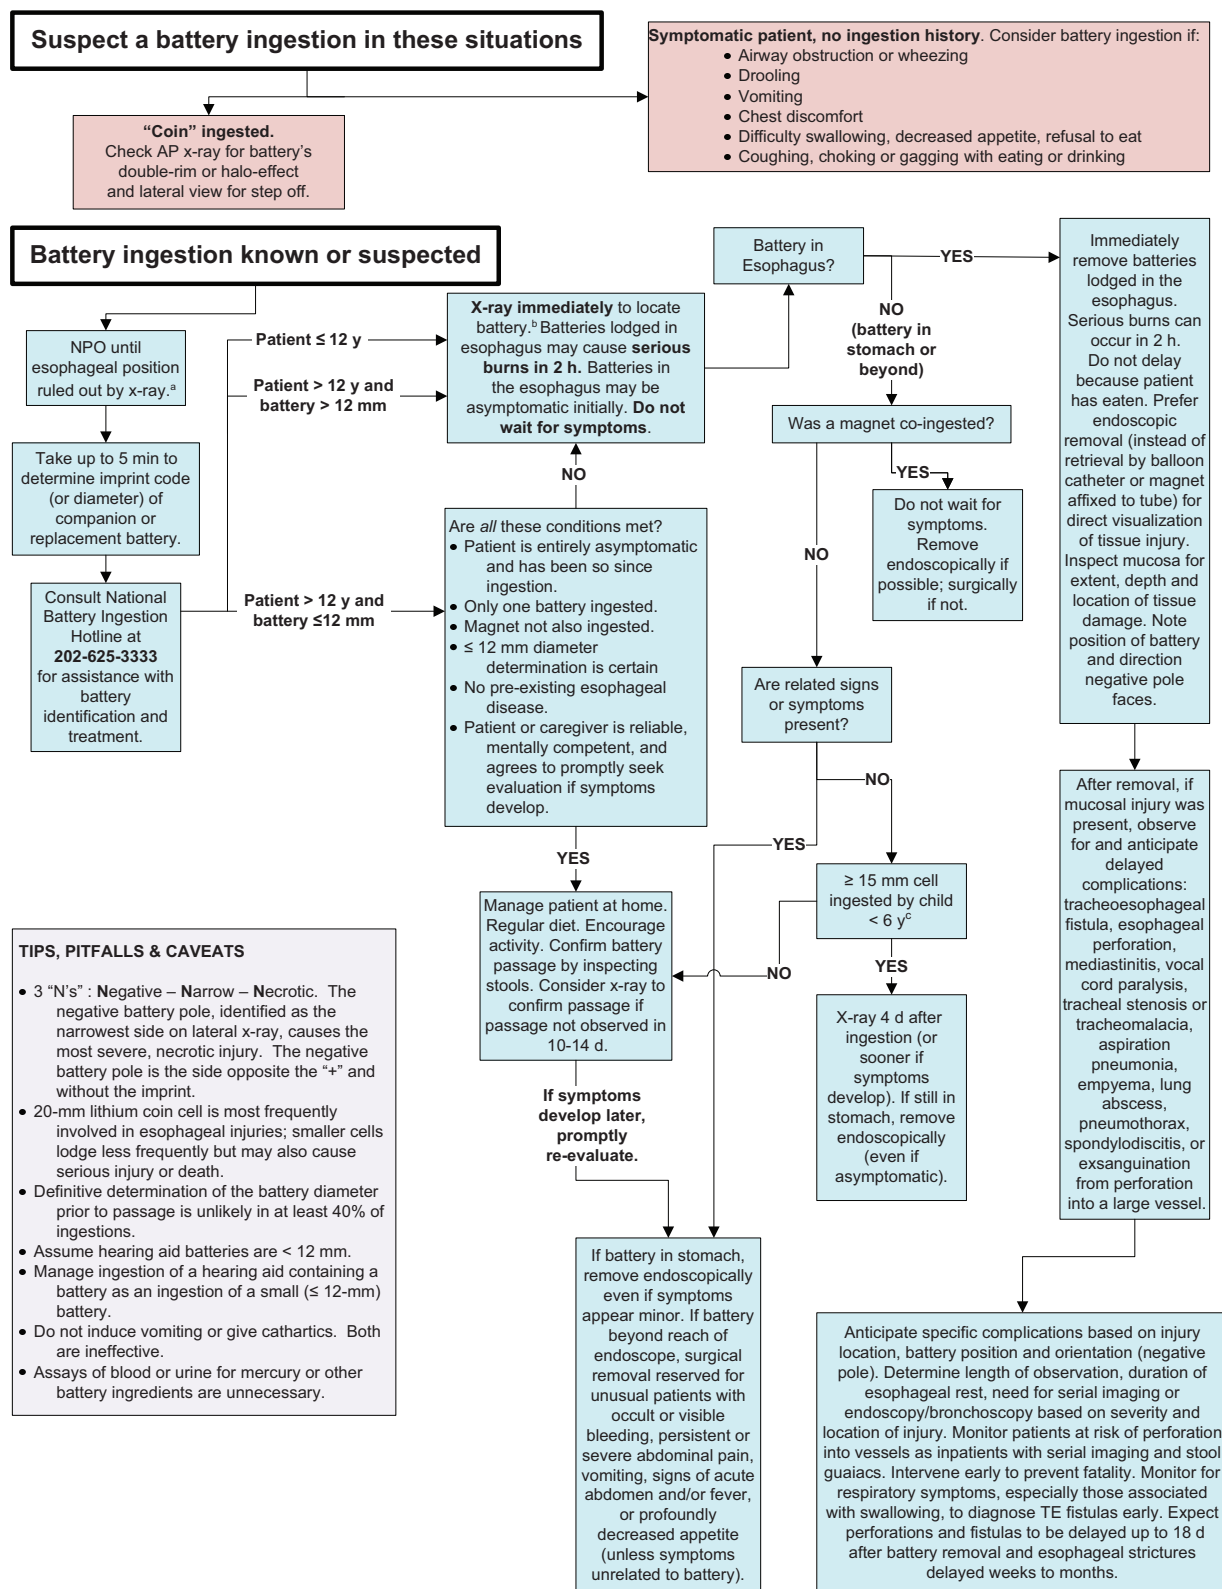 Suspect a battery ingestion in these situations
Symptomatic patient, no ingestion history. Consider battery ingestion if:
• Airway obstruction or wheezing
• Drooling
• Vomiting
• Chest discomfort
• Difficulty swallowing, decreased appetite, refusal to eat
• Coughing, choking or gagging with eating or drinking
“Coin” ingested.
Check AP x-ray for battery’s
double-rim or halo-effect
and lateral view for step off.
Battery ingestion known or suspected
NPO until
esophageal position
ruled out by x-ray.a
Take up to 5 min to
determine imprint code
(or diameter) of
companion or
replacement battery.
Consult National
Battery Ingestion
Hotline at
202-625-3333
for assistance with
battery
identification and
treatment.
Patient ≤ 12 y
Patient > 12 y and
battery > 12 mm
Patient > 12 y and
battery ≤12 mm
X-ray immediately to locate
battery.b Batteries lodged in
esophagus may cause serious
burns in 2 h. Batteries in
the esophagus may be
asymptomatic initially. Do not
wait for symptoms.
NO
Are all these conditions met?
• Patient is entirely asymptomatic
and has been so since
ingestion.
• Only one battery ingested.
• Magnet not also ingested.
• ≤ 12 mm diameter
determination is certain
• No pre-existing esophageal
disease.
• Patient or caregiver is reliable,
mentally competent, and
agrees to promptly seek
evaluation if symptoms
develop.
YES
Manage patient at home.
Regular diet. Encourage
activity. Confirm battery
passage by inspecting
stools. Consider x-ray to
confirm passage if
passage not observed in
10-14 d.
If symptoms
develop later,
promptly
re-evaluate.
If battery in stomach,
remove endoscopically
even if symptoms
appear minor. If battery
beyond reach of
endoscope, surgical
removal reserved for
unusual patients with
occult or visible
bleeding, persistent or
severe abdominal pain,
vomiting, signs of acute
abdomen and/or fever,
or profoundly
decreased appetite
(unless symptoms
unrelated to battery).
Battery in
Esophagus?
YES
NO
(battery in
stomach or
beyond)
Was a magnet co-ingested?
YES
Do not wait for
symptoms.
Remove
endoscopically if
possible; surgically
if not.
NO
Are related signs
or symptoms
present?
NO
YES
≥ 15 mm cell
ingested by child
< 6 yc
NO
YES
X-ray 4 d after
ingestion (or
sooner if
symptoms
develop). If still in
stomach, remove
endoscopically
(even if
asymptomatic).
Immediately
remove batteries
lodged in the
esophagus.
Serious burns can
occur in 2 h.
Do not delay
because patient
has eaten. Prefer
endoscopic
removal (instead of
retrieval by balloon
catheter or magnet
affixed to tube) for
direct visualization
of tissue injury.
Inspect mucosa for
extent, depth and
location of tissue
damage. Note
position of battery
and direction
negative pole
faces.
After removal, if
mucosal injury was
present, observe
for and anticipate
delayed
complications:
tracheoesophageal
fistula, esophageal
perforation,
mediastinitis, vocal
cord paralysis,
tracheal stenosis or
tracheomalacia,
aspiration
pneumonia,
empyema, lung
abscess,
pneumothorax,
spondylodiscitis, or
exsanguination
from perforation
into a large vessel.
Anticipate specific complications based on injury
location, battery position and orientation (negative
pole). Determine length of observation, duration of
esophageal rest, need for serial imaging or
endoscopy/bronchoscopy based on severity and
location of injury. Monitor patients at risk of perforation
into vessels as inpatients with serial imaging and stool
guaiacs. Intervene early to prevent fatality. Monitor for
respiratory symptoms, especially those associated
with swallowing, to diagnose TE fistulas early. Expect
perforations and fistulas to be delayed up to 18 d
after battery removal and esophageal strictures
delayed weeks to months.
TIPS, PITFALLS & CAVEATS
• 3 “N’s” : Negative – Narrow – Necrotic. The
negative battery pole, identified as the
narrowest side on lateral x-ray, causes the
most severe, necrotic injury. The negative
battery pole is the side opposite the “+” and
without the imprint.
• 20-mm lithium coin cell is most frequently
involved in esophageal injuries; smaller cells
lodge less frequently but may also cause
serious injury or death.
• Definitive determination of the battery diameter
prior to passage is unlikely in at least 40% of
ingestions.
• Assume hearing aid batteries are < 12 mm.
• Manage ingestion of a hearing aid containing a
battery as an ingestion of a small (≤ 12-mm)
battery.
• Do not induce vomiting or give cathartics. Both
are ineffective.
• Assays of blood or urine for mercury or other
battery ingredients are unnecessary.